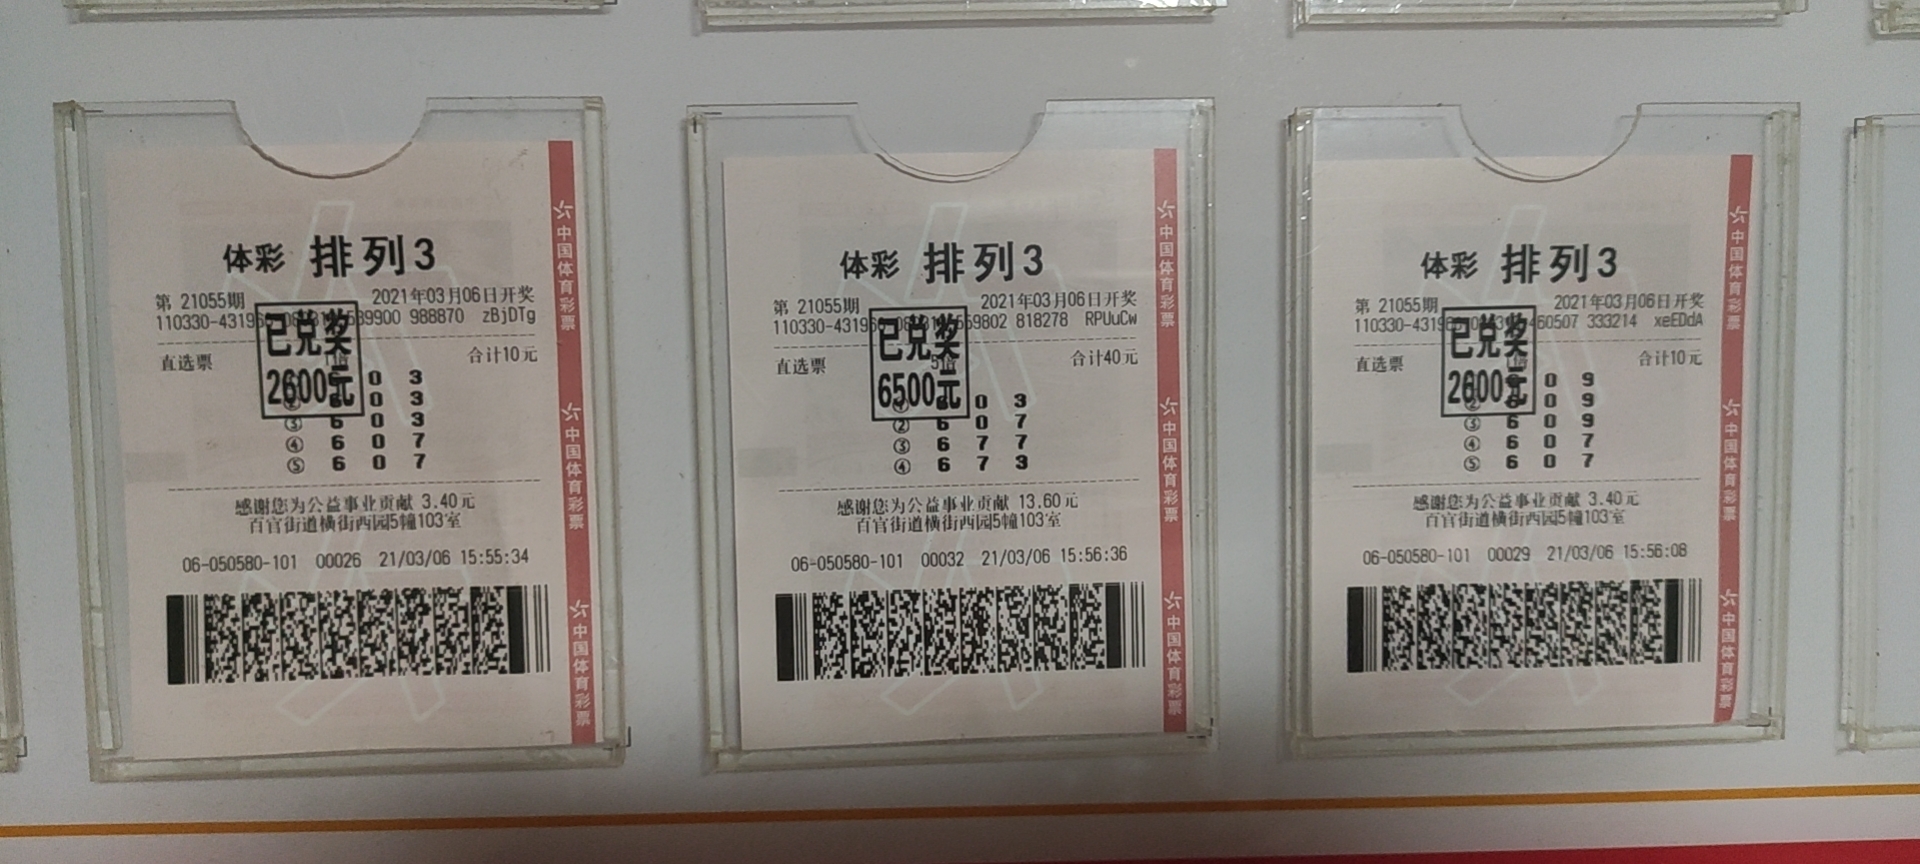 体彩 排列3
第 21055期 2021年03月06日开奖
110330-43196 589900 988870 zBjDTg
已兑奖
2600元
直选票 合计10元
0 3
0 3
③ 6 0 3
④ 6 0 7
⑤ 6 0 7
感谢您为公益事业贡献 3.40元
百官街道横街西园5幢103室
06-050580-101 00026 21/03/06 15:55:34
中国体育彩票
中国体育彩票
中国体育彩票
体彩 排列3
第 21055期 2021年03月06日开奖
110330-43196 569802 818278 RPUuCw
已兑奖
6500元
直选票 5倍 合计40元
① 6 0 3
② 6 0 7
③ 6 7 7
④ 6 7 3
感谢您为公益事业贡献 13.60元
百官街道横街西园5幢103室
06-050580-101 00032 21/03/06 15:56:36
中国体育彩票
中国体育彩票
中国体育彩票
体彩 排列3
第 21055期 2021年03月06日开奖
110330-43196 460507 333214 xeEDdA
已兑奖
2600元
直选票 合计10元
0 9
② 6 0 9
③ 6 0 9
④ 6 0 7
⑤ 6 0 7
感谢您为公益事业贡献 3.40元
百官街道横街西园5幢103室
06-050580-101 00029 21/03/06 15:56:08
中国体育彩票
中国体育彩票
中国体育彩票